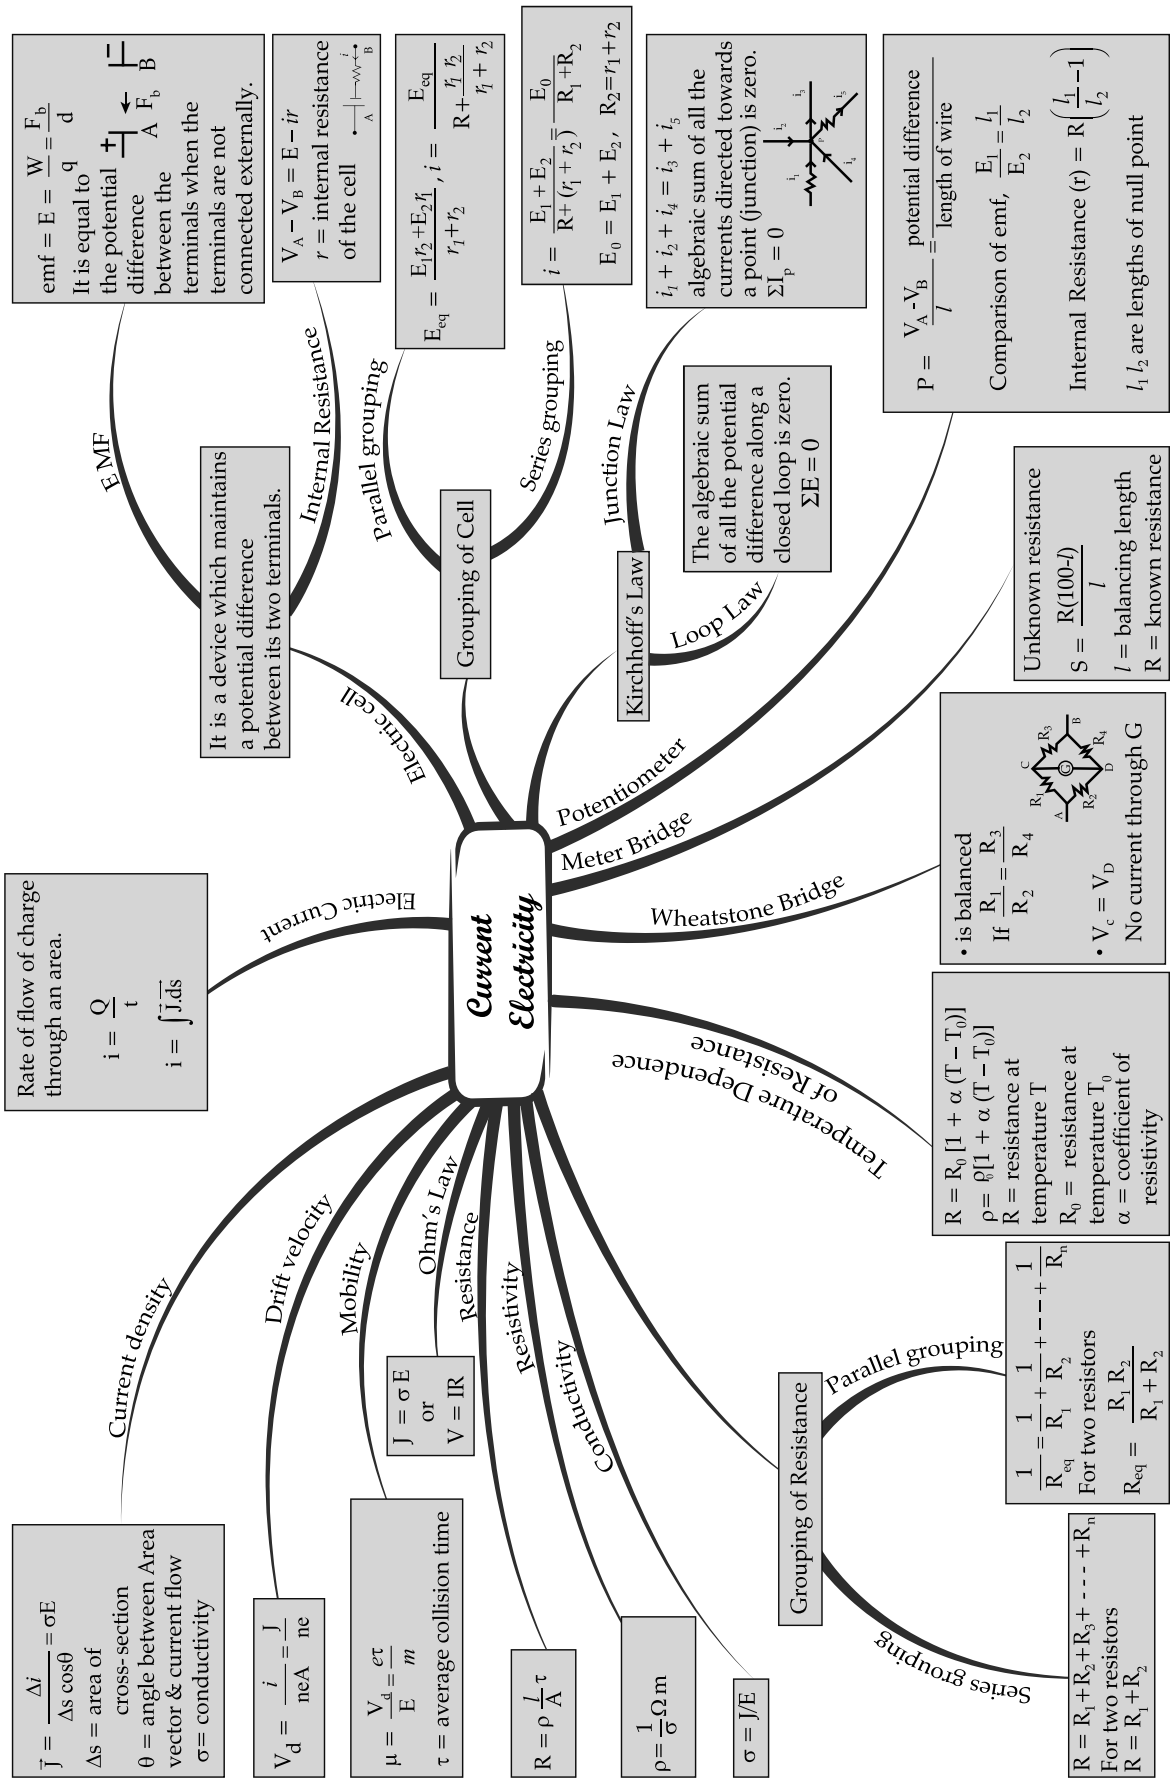 Current
Electricity
Electric Current
Rate of flow of charge
through an area.
i = Q/t
i = ∫ J⃗.ds⃗
Electric cell
It is a device which maintains
a potential difference
between its two terminals.
E MF
emf = E = W/q = F_b/d
It is equal to
the potential
difference
between the
terminals when the
terminals are not
connected externally.
+ −
A F_b B
Internal Resistance
V_A – V_B = E – ir
r = internal resistance
of the cell
A i B
Grouping of Cell
Parallel grouping
E_eq = (E_1r_2+E_2r_1)/(r_1+r_2) , i = E_eq/(R + (r_1 r_2)/(r_1 + r_2))
Series grouping
i = (E_1 + E_2)/(R+(r_1 + r_2)) = E_0/(R_1+R_2)
E_0 = E_1 + E_2, R_2=r_1+r_2
Kirchhoff's Law
Junction Law
i_1 + i_2 + i_4 = i_3 + i_5
algebraic sum of all the
currents directed towards
a point (junction) is zero.
ΣI_p = 0
i_1 i_2 i_3 i_4 i_5 P
Loop Law
The algebraic sum
of all the potential
difference along a
closed loop is zero.
ΣE = 0
Potentiometer
P = (V_A-V_B)/l = potential difference/length of wire
Comparison of emf, E_1/E_2 = l_1/l_2
Internal Resistance (r) = R(l_1/l_2 – 1)
l_1 l_2 are lengths of null point
Meter Bridge
Unknown resistance
S = R(100-l)/l
l = balancing length
R = known resistance
Wheatstone Bridge
• is balanced
If R_1/R_2 = R_3/R_4
• V_c = V_D
No current through G
A B C D G R_1 R_2 R_3 R_4
Temperature Dependence
of Resistance
R = R_0 [1 + α (T – T_0)]
ρ = ρ_0[1 + α (T – T_0)]
R = resistance at
temperature T
R_0 = resistance at
temperature T_0
α = coefficient of
resistivity
Grouping of Resistance
Parallel grouping
1/R_eq = 1/R_1 + 1/R_2 + – – + 1/R_n
For two resistors
R_eq = R_1 R_2/(R_1 + R_2)
Series grouping
R = R_1+R_2+R_3+ - - - +R_n
For two resistors
R = R_1+R_2
Conductivity
σ = J/E
Resistivity
ρ = 1/σ Ω m
Resistance
R = ρ l/A τ
Ohm's Law
J = σ E
or
V = IR
Mobility
μ = V_d/E = eτ/m
τ = average collision time
Drift velocity
V_d = i/neA = J/ne
Current density
J⃗ = Δi/(Δs cosθ) = σE
Δs = area of
cross-section
θ = angle between Area
vector & current flow
σ= conductivity